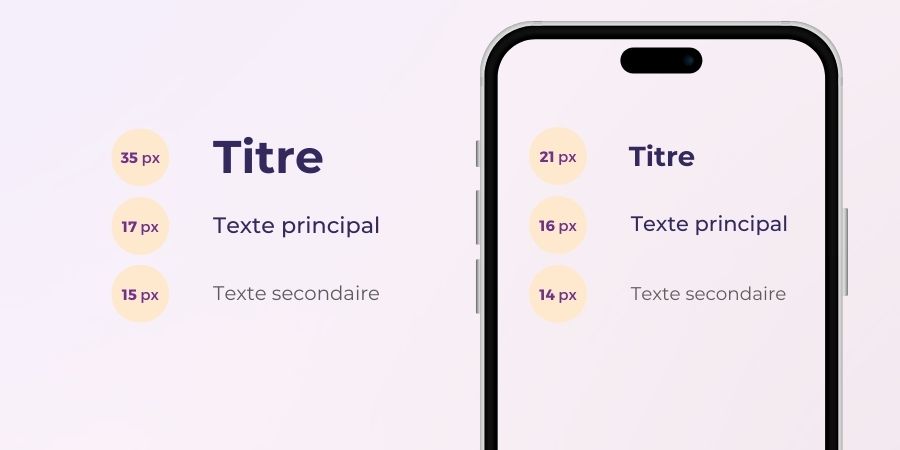 35 px Titre
17 px Texte principal
15 px Texte secondaire
21 px Titre
16 px Texte principal
14 px Texte secondaire